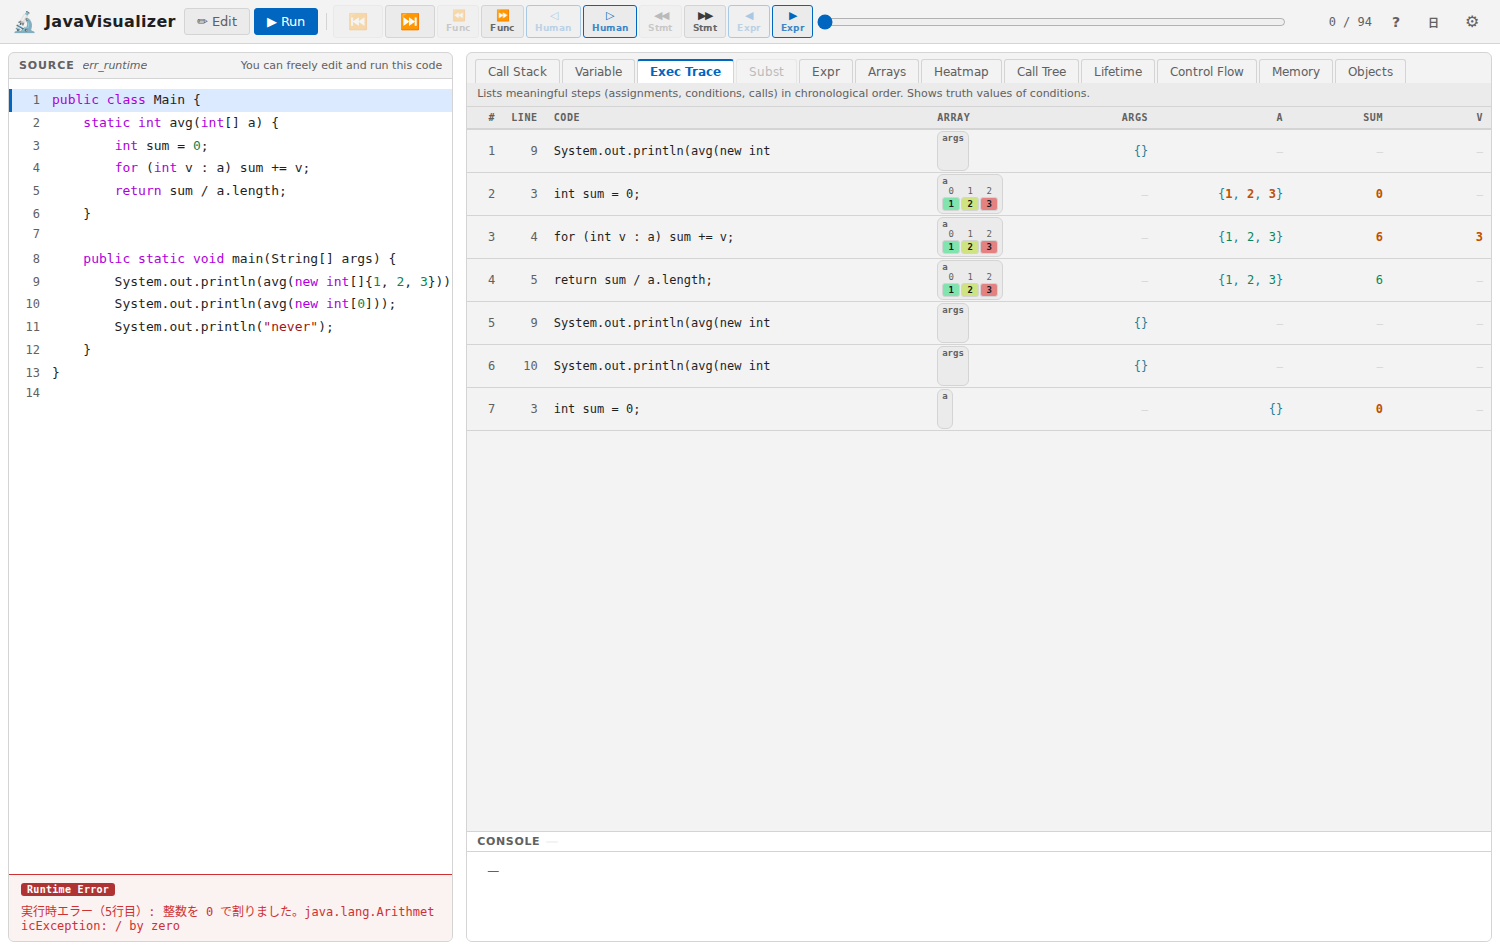 🔬 JavaVisualizer ✏ Edit ▶ Run ⏮ ⏭ ⏪ Func ⏩ Func ◁ Human ▷ Human ◀◀ Stmt ▶▶ Stmt ◀ Expr ▶ Expr 0 / 94 ? 日 ⚙
SOURCE err_runtime You can freely edit and run this code
1 public class Main {
2     static int avg(int[] a) {
3         int sum = 0;
4         for (int v : a) sum += v;
5         return sum / a.length;
6     }
7
8     public static void main(String[] args) {
9         System.out.println(avg(new int[]{1, 2, 3}))
10         System.out.println(avg(new int[0]));
11         System.out.println("never");
12     }
13 }
14
Runtime Error
実行時エラー（5行目）: 整数を 0 で割りました。java.lang.Arithmet
icException: / by zero
Call Stack Variable Exec Trace Subst Expr Arrays Heatmap Call Tree Lifetime Control Flow Memory Objects
Lists meaningful steps (assignments, conditions, calls) in chronological order. Shows truth values of conditions.
# LINE CODE ARRAY ARGS A SUM V
1 9 System.out.println(avg(new int args {} — — —
2 3 int sum = 0; a 0 1 2 1 2 3 — {1, 2, 3} 0 —
3 4 for (int v : a) sum += v; a 0 1 2 1 2 3 — {1, 2, 3} 6 3
4 5 return sum / a.length; a 0 1 2 1 2 3 — {1, 2, 3} 6 —
5 9 System.out.println(avg(new int args {} — — —
6 10 System.out.println(avg(new int args {} — — —
7 3 int sum = 0; a — {} 0 —
CONSOLE —
—